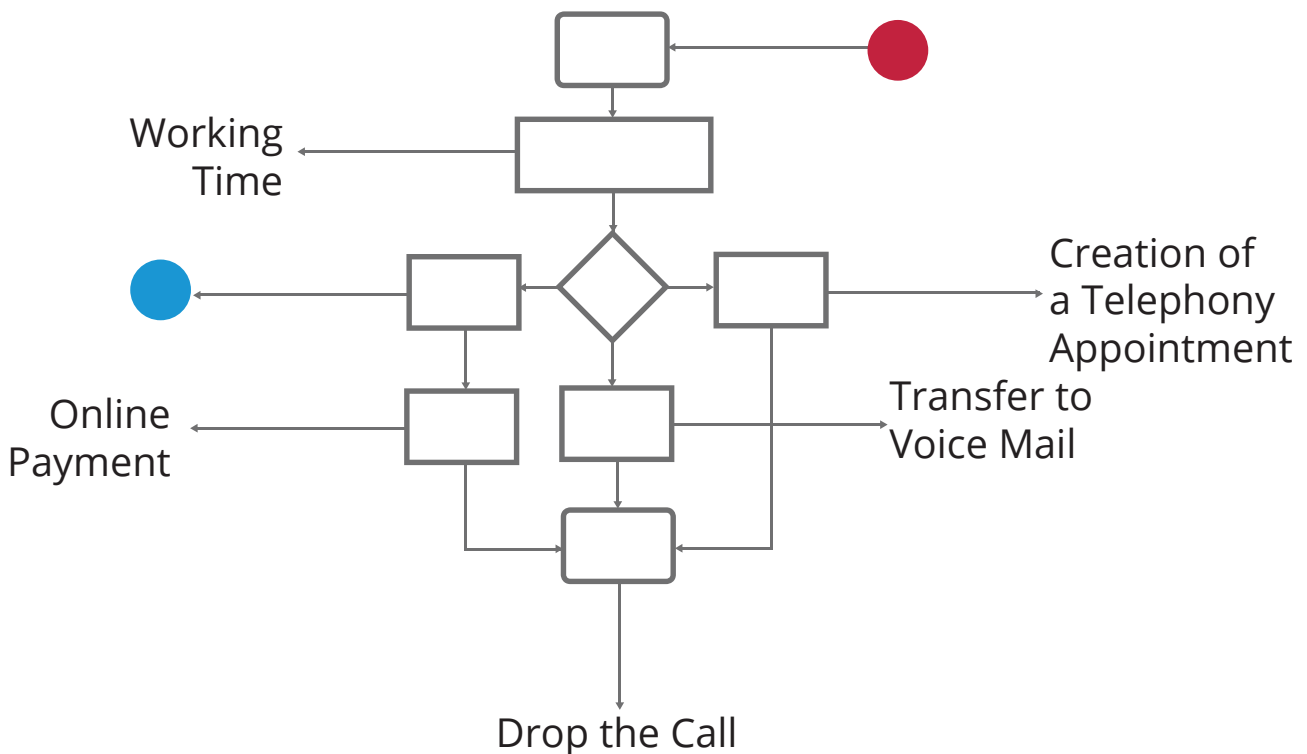 Working
Time
Creation of
a Telephony
Appointment
Online
Payment
Transfer to
Voice Mail
Drop the Call